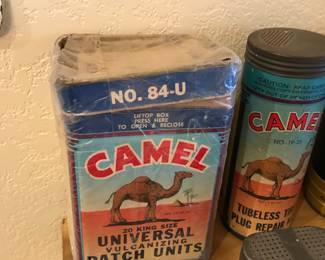 NO. 84-U
LIFTOP BOX
PRESS HERE
TO OPEN & RECLOSE
CAMEL
20 KING SIZE
UNIVERSAL
VULCANIZING
PATCH UNITS
CAUTION:
CAMEL
TUBELESS
PLUG REPAIR